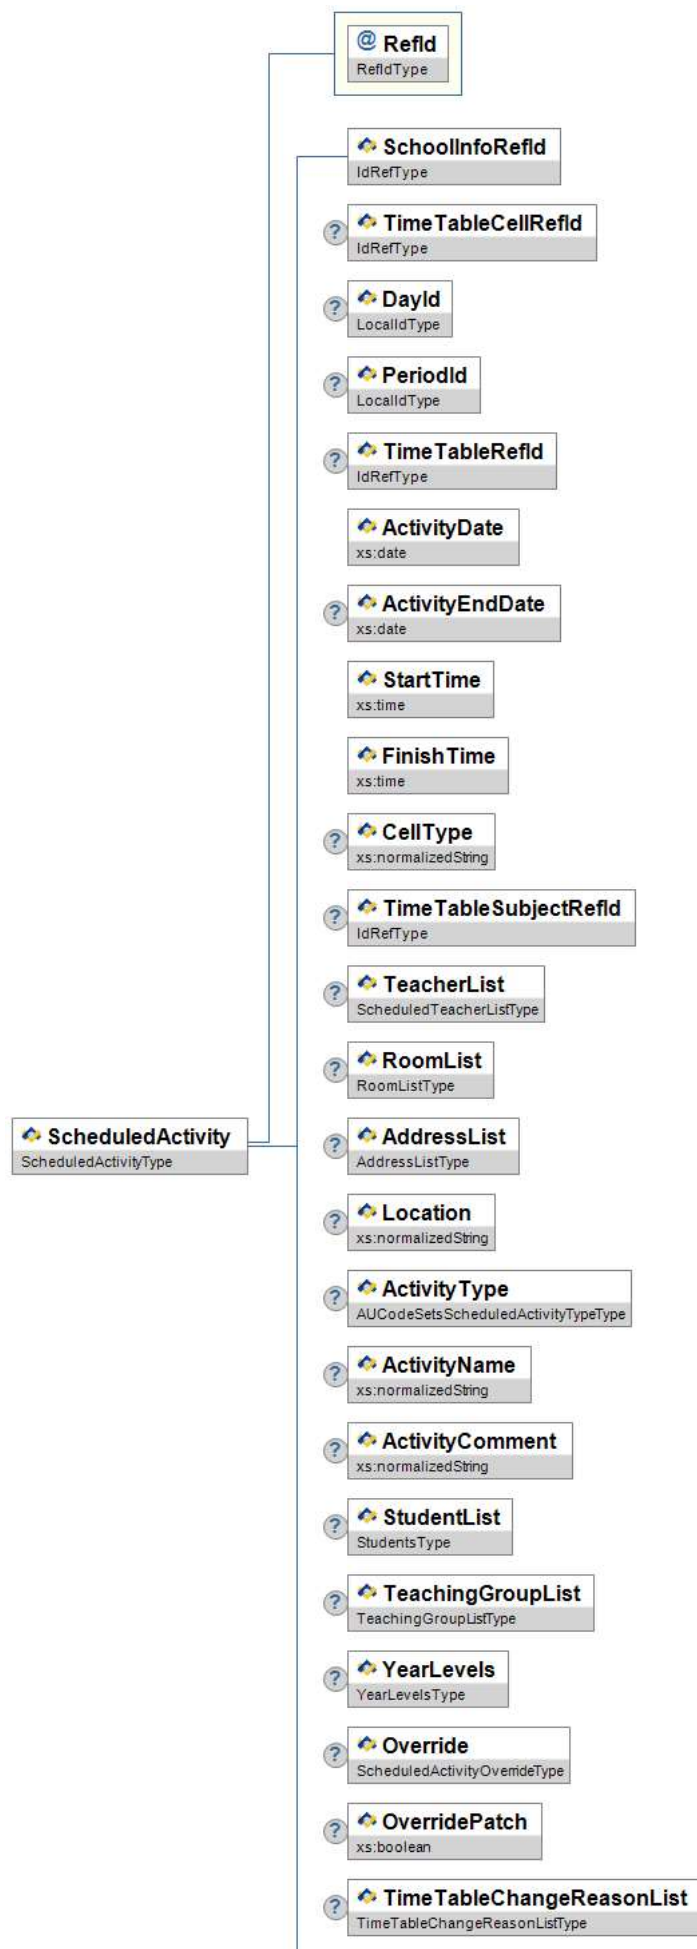 @ RefId
RefIdType
SchoolInfoRefId
IdRefType
? TimeTableCellRefId
IdRefType
? DayId
LocalIdType
? PeriodId
LocalIdType
? TimeTableRefId
IdRefType
ActivityDate
xs:date
? ActivityEndDate
xs:date
StartTime
xs:time
FinishTime
xs:time
? CellType
xs:normalizedString
? TimeTableSubjectRefId
IdRefType
? TeacherList
ScheduledTeacherListType
? RoomList
RoomListType
ScheduledActivity
ScheduledActivityType
? AddressList
AddressListType
? Location
xs:normalizedString
? ActivityType
AUCodeSetsScheduledActivityTypeType
? ActivityName
xs:normalizedString
? ActivityComment
xs:normalizedString
? StudentList
StudentsType
? TeachingGroupList
TeachingGroupListType
? YearLevels
YearLevelsType
? Override
ScheduledActivityOverrideType
? OverridePatch
xs:boolean
? TimeTableChangeReasonList
TimeTableChangeReasonListType